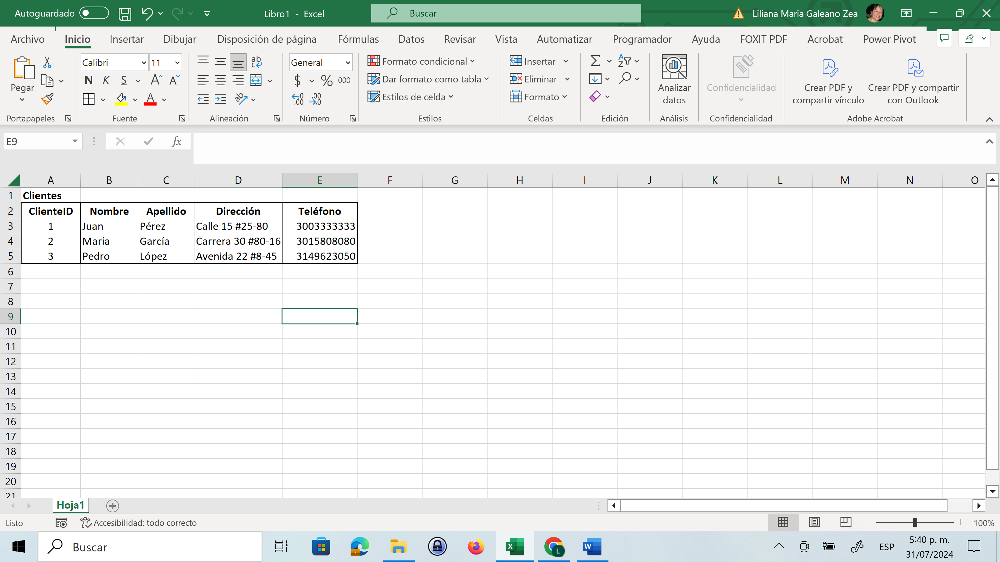 Autoguardado Libro1 - Excel Buscar Liliana Maria Galeano Zea
Archivo Inicio Insertar Dibujar Disposición de página Fórmulas Datos Revisar Vista Automatizar Programador Ayuda FOXIT PDF Acrobat Power Pivot
Calibri 11 ab General Formato condicional Insertar
Pegar N K S A A $ % 000 Dar formato como tabla Eliminar Analizar datos Confidencialidad Crear PDF y compartir vínculo Crear PDF y compartir con Outlook
A ,00 ,00 Estilos de celda Formato
Portapapeles Fuente Alineación Número Estilos Celdas Edición Análisis Confidencialidad Adobe Acrobat
E9 fx
A B C D E F G H I J K L M N O
1 Clientes
2 ClienteID Nombre Apellido Dirección Teléfono
3 1 Juan Pérez Calle 15 #25-80 3003333333
4 2 María García Carrera 30 #80-16 3015808080
5 3 Pedro López Avenida 22 #8-45 3149623050
6
7
8
9
10
11
12
13
14
15
16
17
18
19
20
21
Hoja1
Listo Accesibilidad: todo correcto 100%
Buscar ESP 5:40 p. m.
31/07/2024